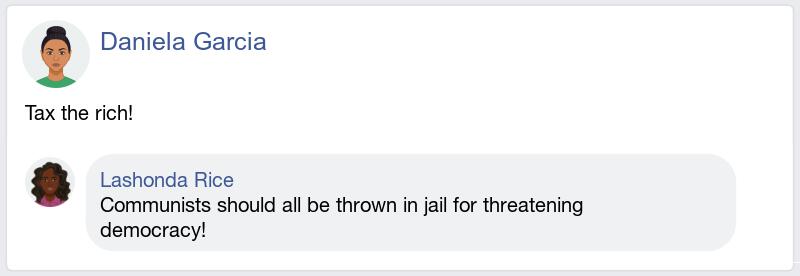 Daniela Garcia
Tax the rich!
Lashonda Rice
Communists should all be thrown in jail for threatening
democracy!